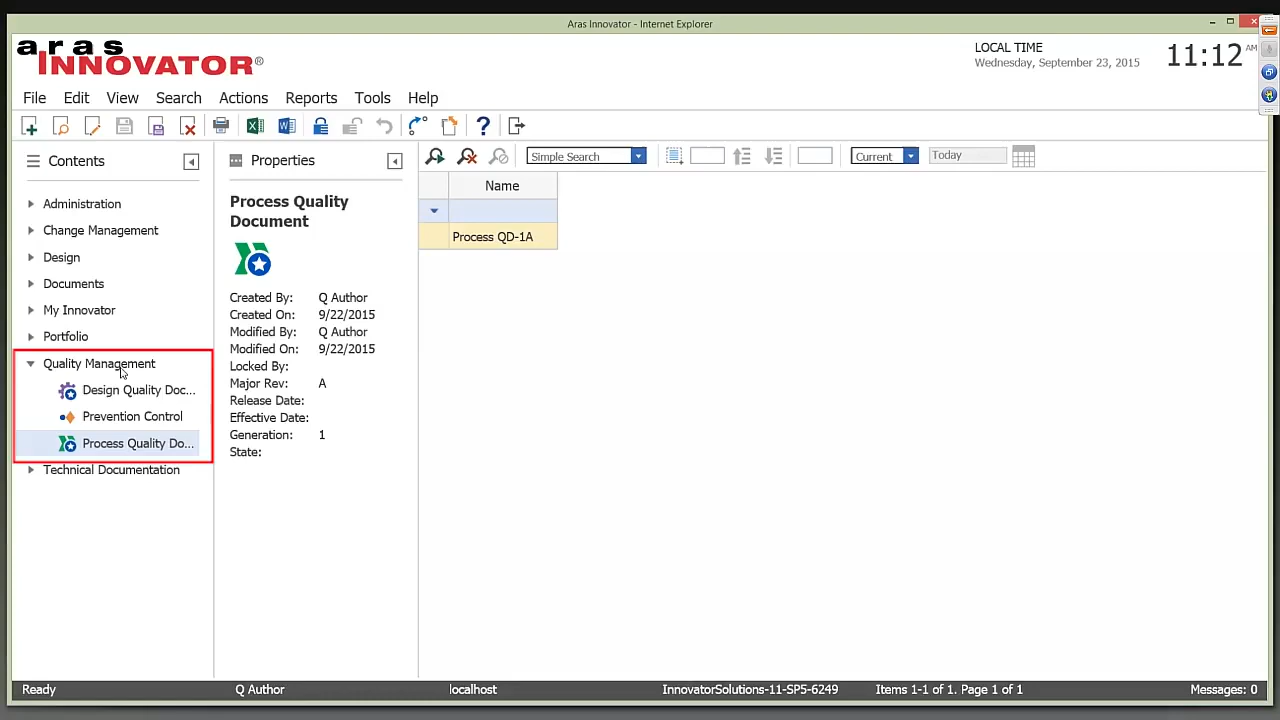 Aras Innovator - Internet Explorer
aras
INNOVATOR®
LOCAL TIME
Wednesday, September 23, 2015
11:12 AM
File Edit View Search Actions Reports Tools Help
Contents
Administration
Change Management
Design
Documents
My Innovator
Portfolio
Quality Management
Design Quality Doc...
Prevention Control
Process Quality Do...
Technical Documentation
Properties
Process Quality
Document
Created By: Q Author
Created On: 9/22/2015
Modified By: Q Author
Modified On: 9/22/2015
Locked By:
Major Rev: A
Release Date:
Effective Date:
Generation: 1
State:
Simple Search Current Today
Name
Process QD-1A
Ready Q Author localhost InnovatorSolutions-11-SP5-6249 Items 1-1 of 1. Page 1 of 1 Messages: 0